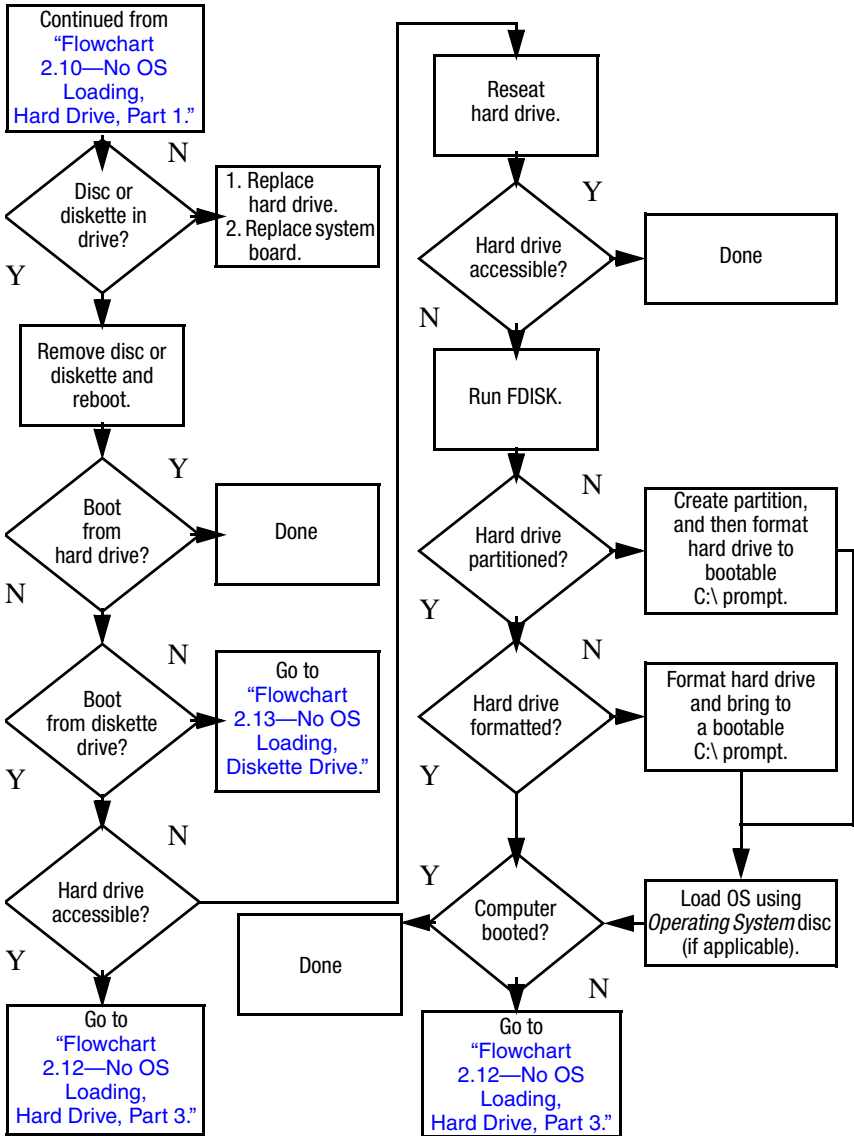 Continued from
“Flowchart
2.10—No OS
Loading,
Hard Drive, Part 1.”
N
Disc or
diskette in
drive?
1. Replace
hard drive.
2. Replace system
board.
Y
Remove disc or
diskette and
reboot.
Y
Boot
from
hard drive?
Done
N
N
Boot
from diskette
drive?
Go to
“Flowchart
2.13—No OS
Loading,
Diskette Drive.”
Y
N
Hard drive
accessible?
Y
Go to
“Flowchart
2.12—No OS
Loading,
Hard Drive, Part 3.”
Reseat
hard drive.
Y
Hard drive
accessible?
Done
N
Run FDISK.
N
Hard drive
partitioned?
Create partition,
and then format
hard drive to
bootable
C:\ prompt.
Y
N
Hard drive
formatted?
Format hard drive
and bring to
a bootable
C:\ prompt.
Y
Load OS using
Operating System disc
(if applicable).
Y
Computer
booted?
Done
N
Go to
“Flowchart
2.12—No OS
Loading,
Hard Drive, Part 3.”